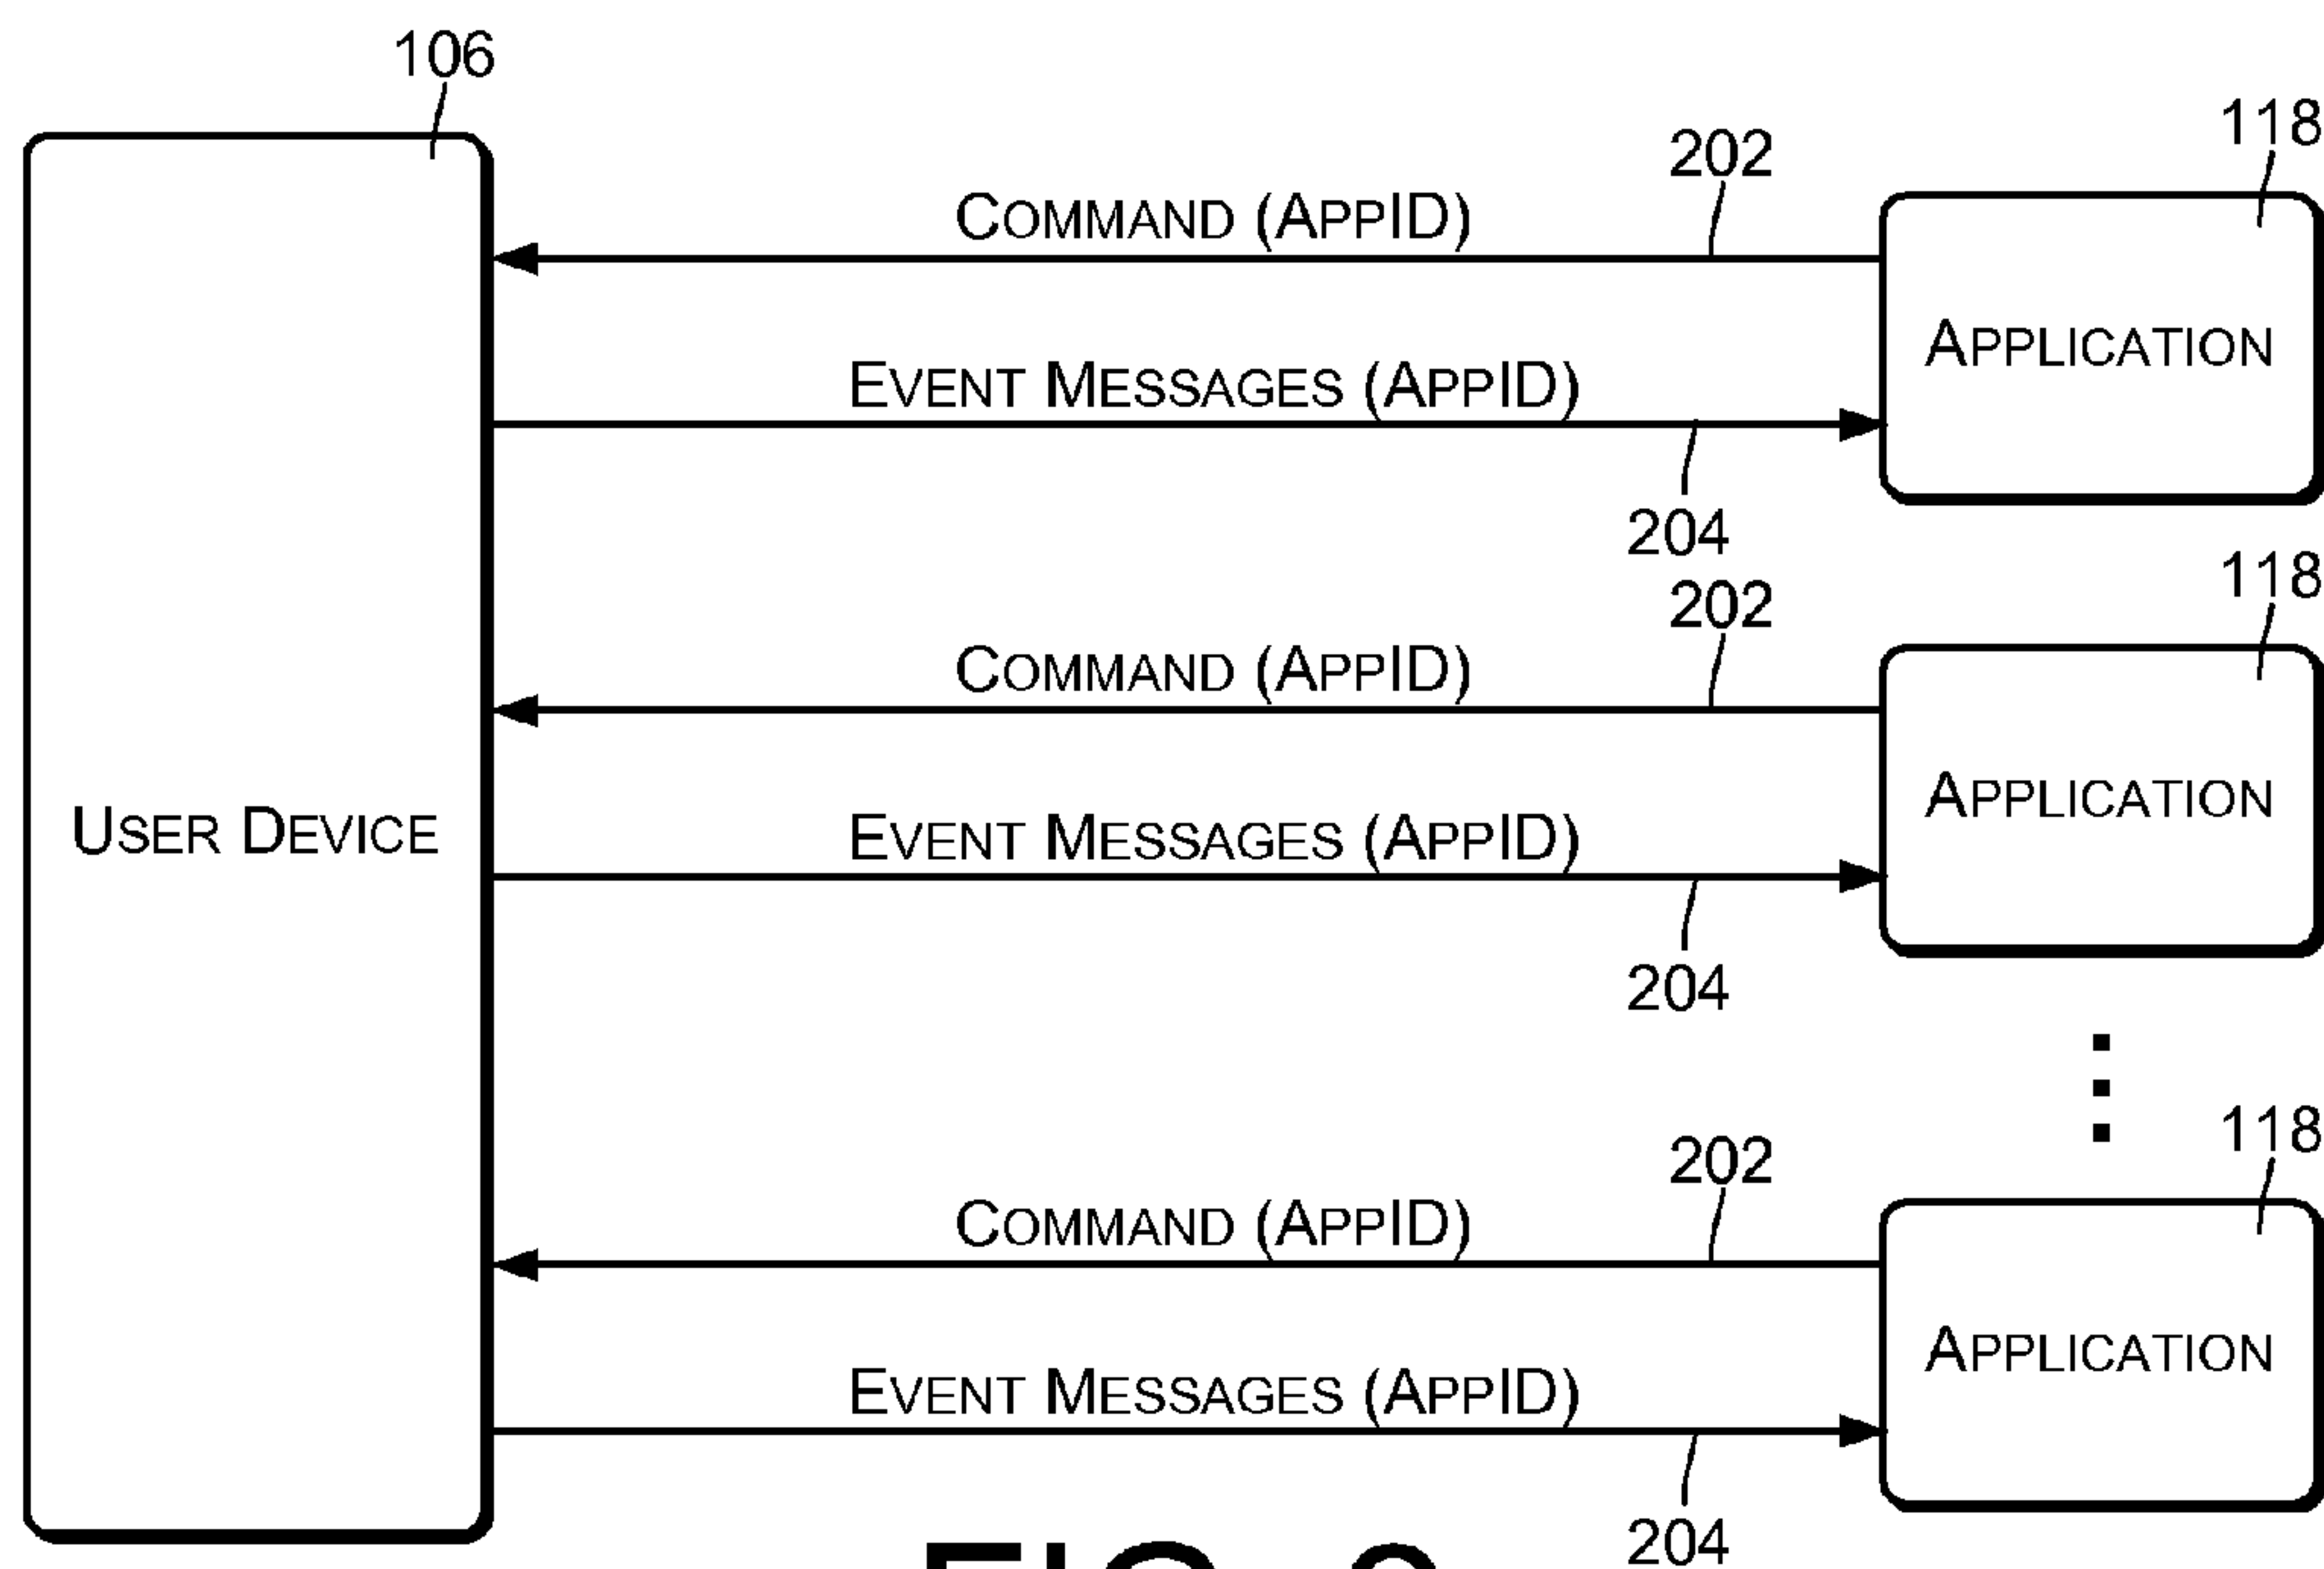 106
118
202
COMMAND (APPID)
APPLICATION
EVENT MESSAGES (APPID)
204
118
202
COMMAND (APPID)
APPLICATION
USER DEVICE
EVENT MESSAGES (APPID)
204
118
202
COMMAND (APPID)
APPLICATION
EVENT MESSAGES (APPID)
204